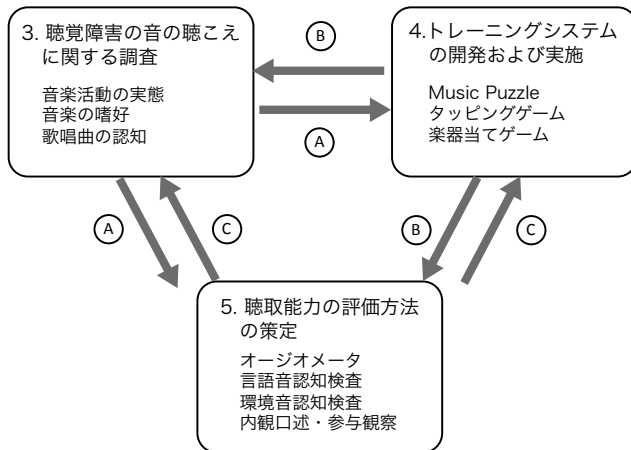 3. 聴覚障害の音の聴こえ
に関する調査
音楽活動の実態
音楽の嗜好
歌唱曲の認知
B
A
4.トレーニングシステム
の開発および実施
Music Puzzle
タッピングゲーム
楽器当てゲーム
A
C
B
C
5. 聴取能力の評価方法
の策定
オージオメータ
言語音認知検査
環境音認知検査
内観口述・参与観察